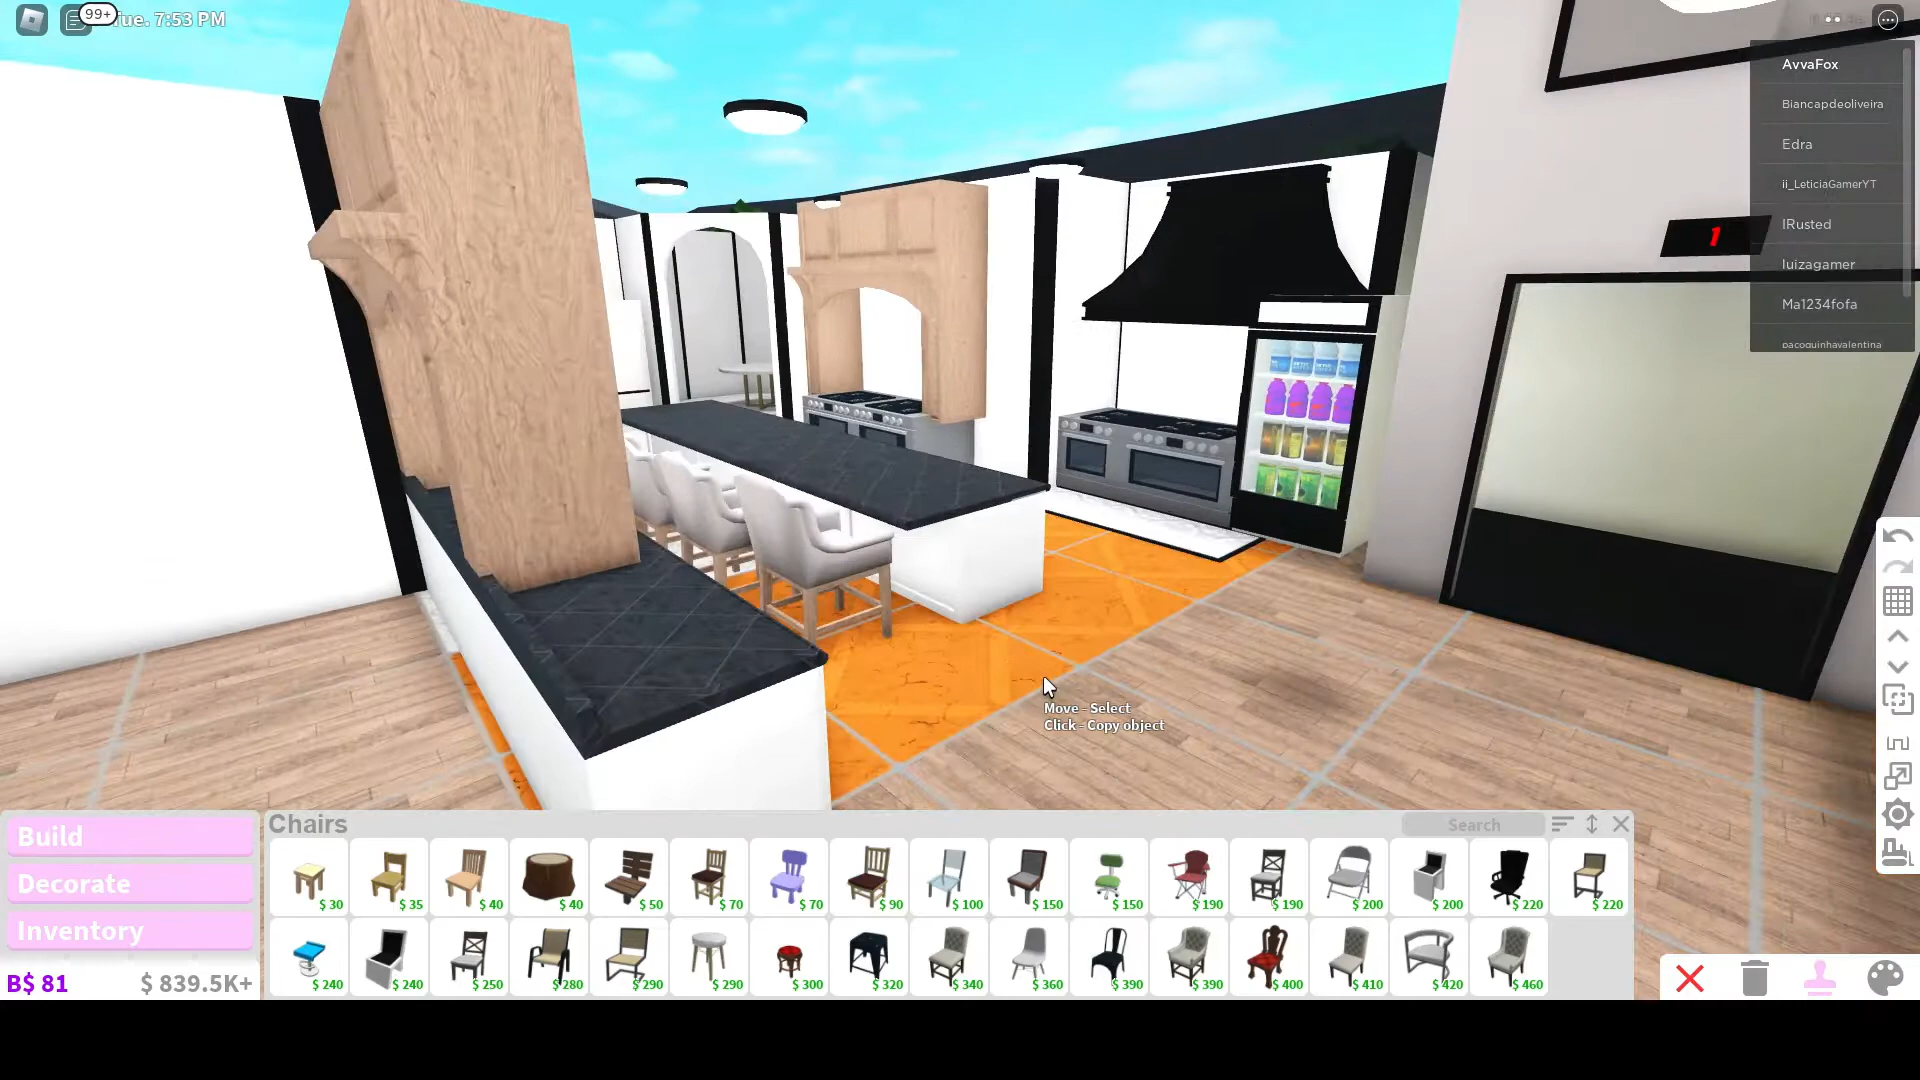 99+
Tue. 7:53 PM
AvvaFox
Biancapdeoliveira
Edra
ii_LeticiaGamerYT
IRusted
luizagamer
Ma1234fofa
pacoquinhavalentina
1
Move - Select
Click - Copy object
Build
Decorate
Inventory
B$ 81
$ 839.5K+
Chairs
Search
$ 30
$ 35
$ 40
$ 40
$ 50
$ 70
$ 70
$ 90
$ 100
$ 150
$ 150
$ 190
$ 190
$ 200
$ 200
$ 220
$ 220
$ 240
$ 240
$ 250
$ 280
$ 290
$ 290
$ 300
$ 320
$ 340
$ 360
$ 390
$ 390
$ 400
$ 410
$ 420
$ 460